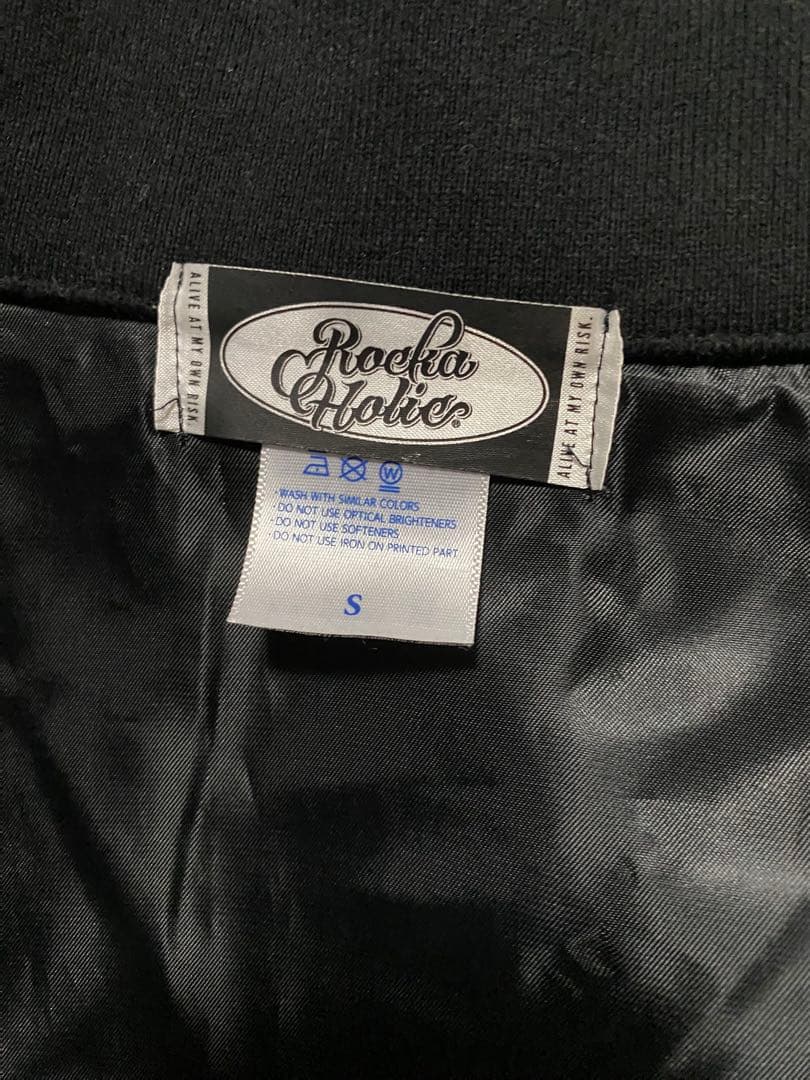 ALIVE AT MY OWN RISK.
Rocka
Holic®
ALIVE AT MY OWN RISK.
W
・WASH WITH SIMILAR COLORS
・DO NOT USE OPTICAL BRIGHTENERS
・DO NOT USE SOFTENERS
・DO NOT USE IRON ON PRINTED PART
S